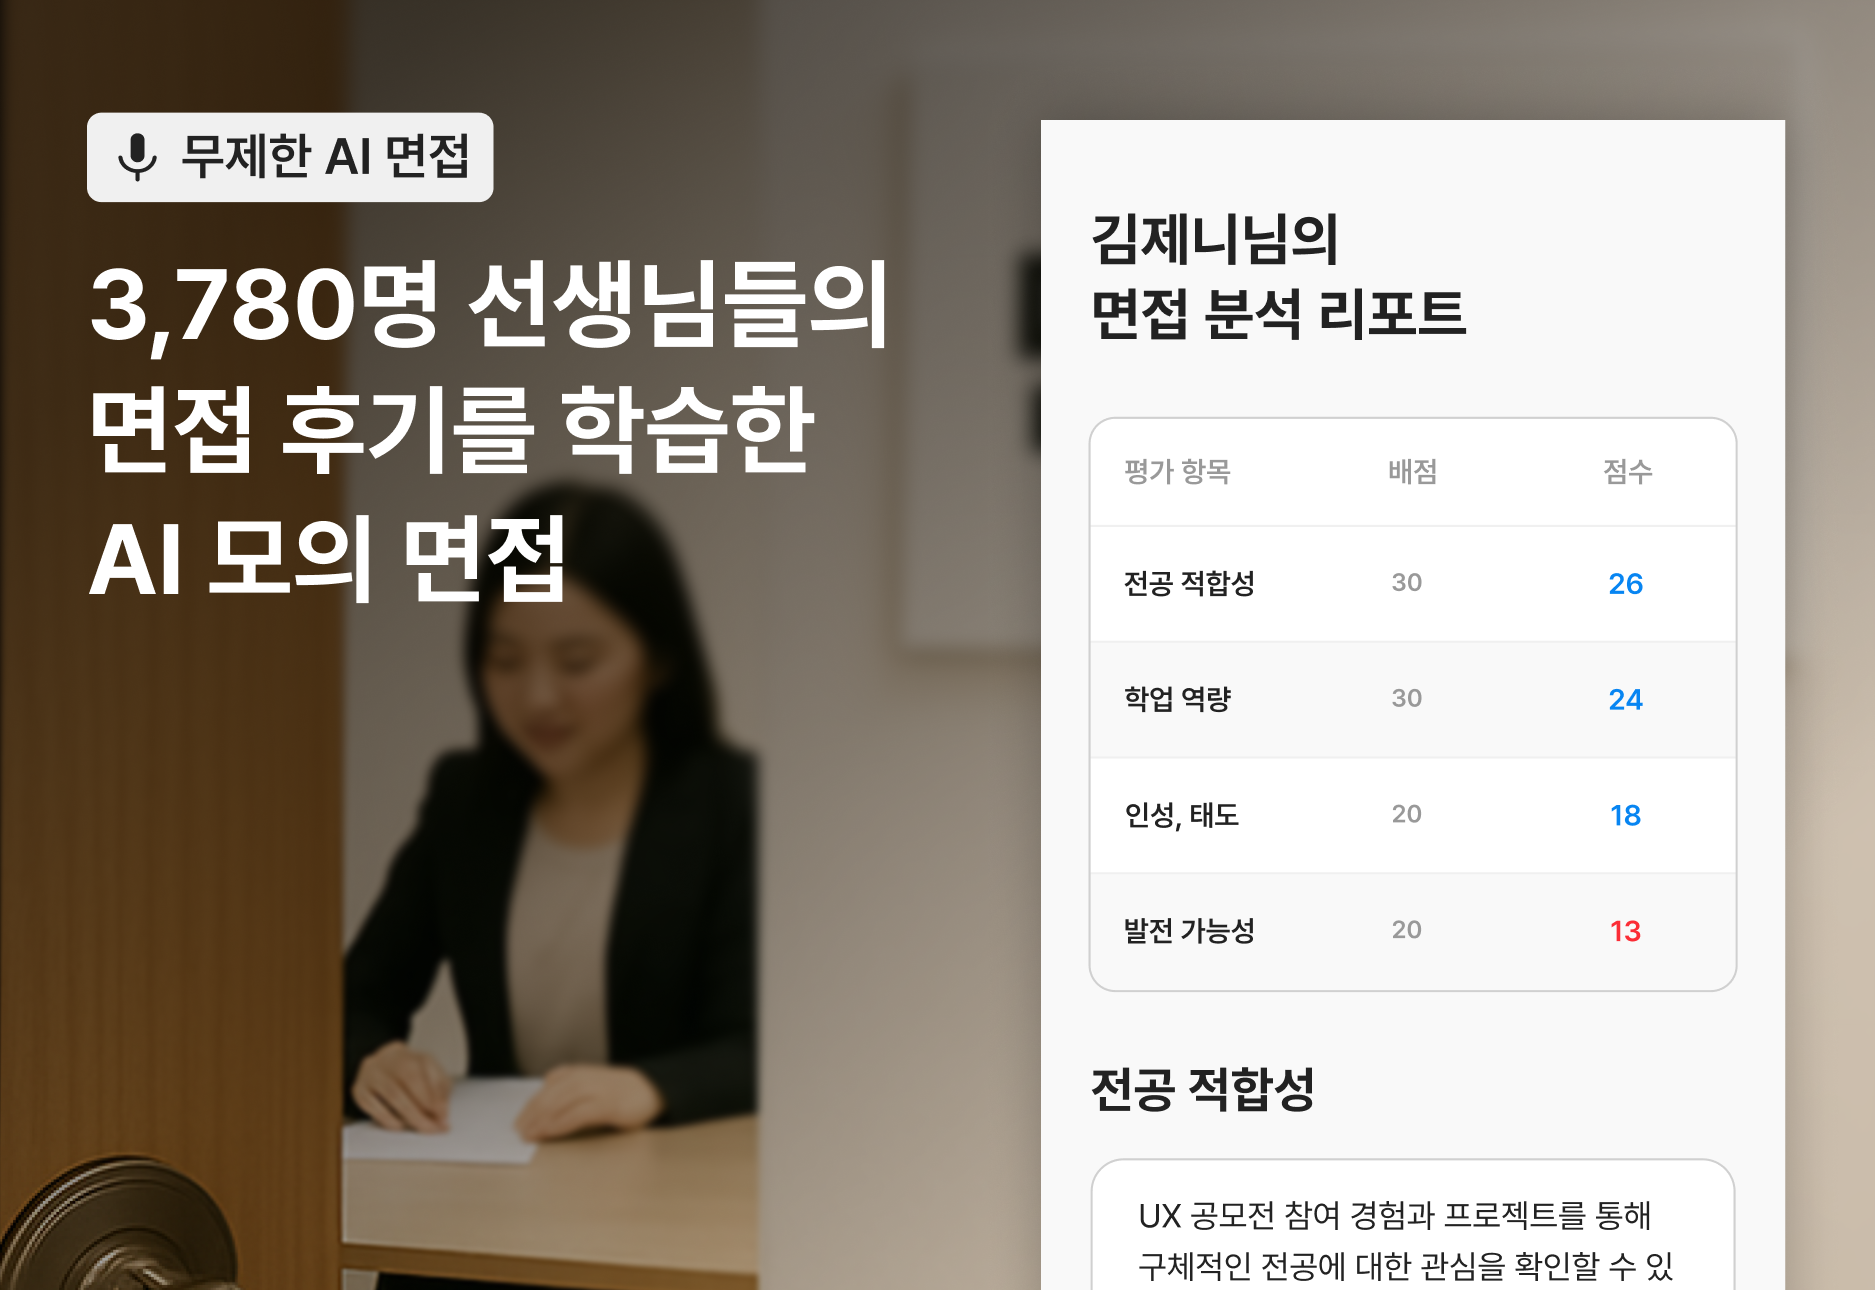 무제한 AI 면접
3,780명 선생님들의
면접 후기를 학습한
AI 모의 면접
김제니님의
면접 분석 리포트
평가 항목 배점 점수
전공 적합성 30 26
학업 역량 30 24
인성, 태도 20 18
발전 가능성 20 13
전공 적합성
UX 공모전 참여 경험과 프로젝트를 통해
구체적인 전공에 대한 관심을 확인할 수 있